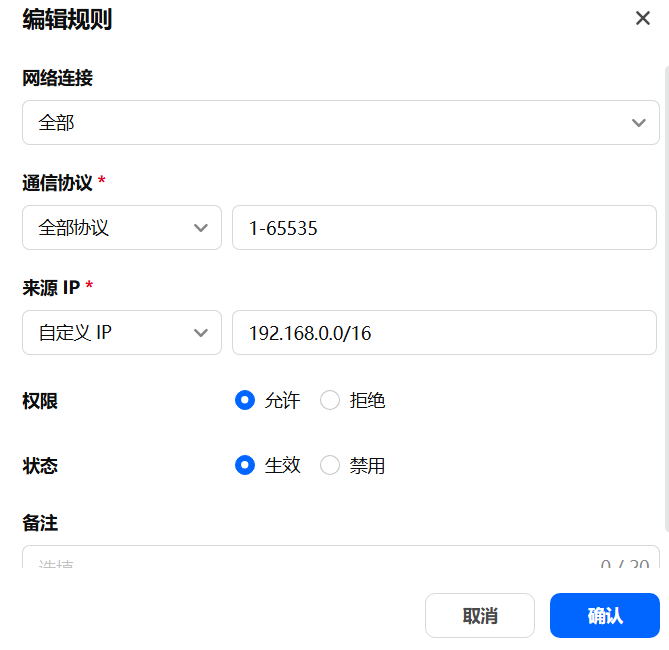 编辑规则
网络连接
全部
通信协议 *
全部协议 1-65535
来源 IP *
自定义 IP 192.168.0.0/16
权限 允许 拒绝
状态 生效 禁用
备注
选填 0 / 20
取消 确认